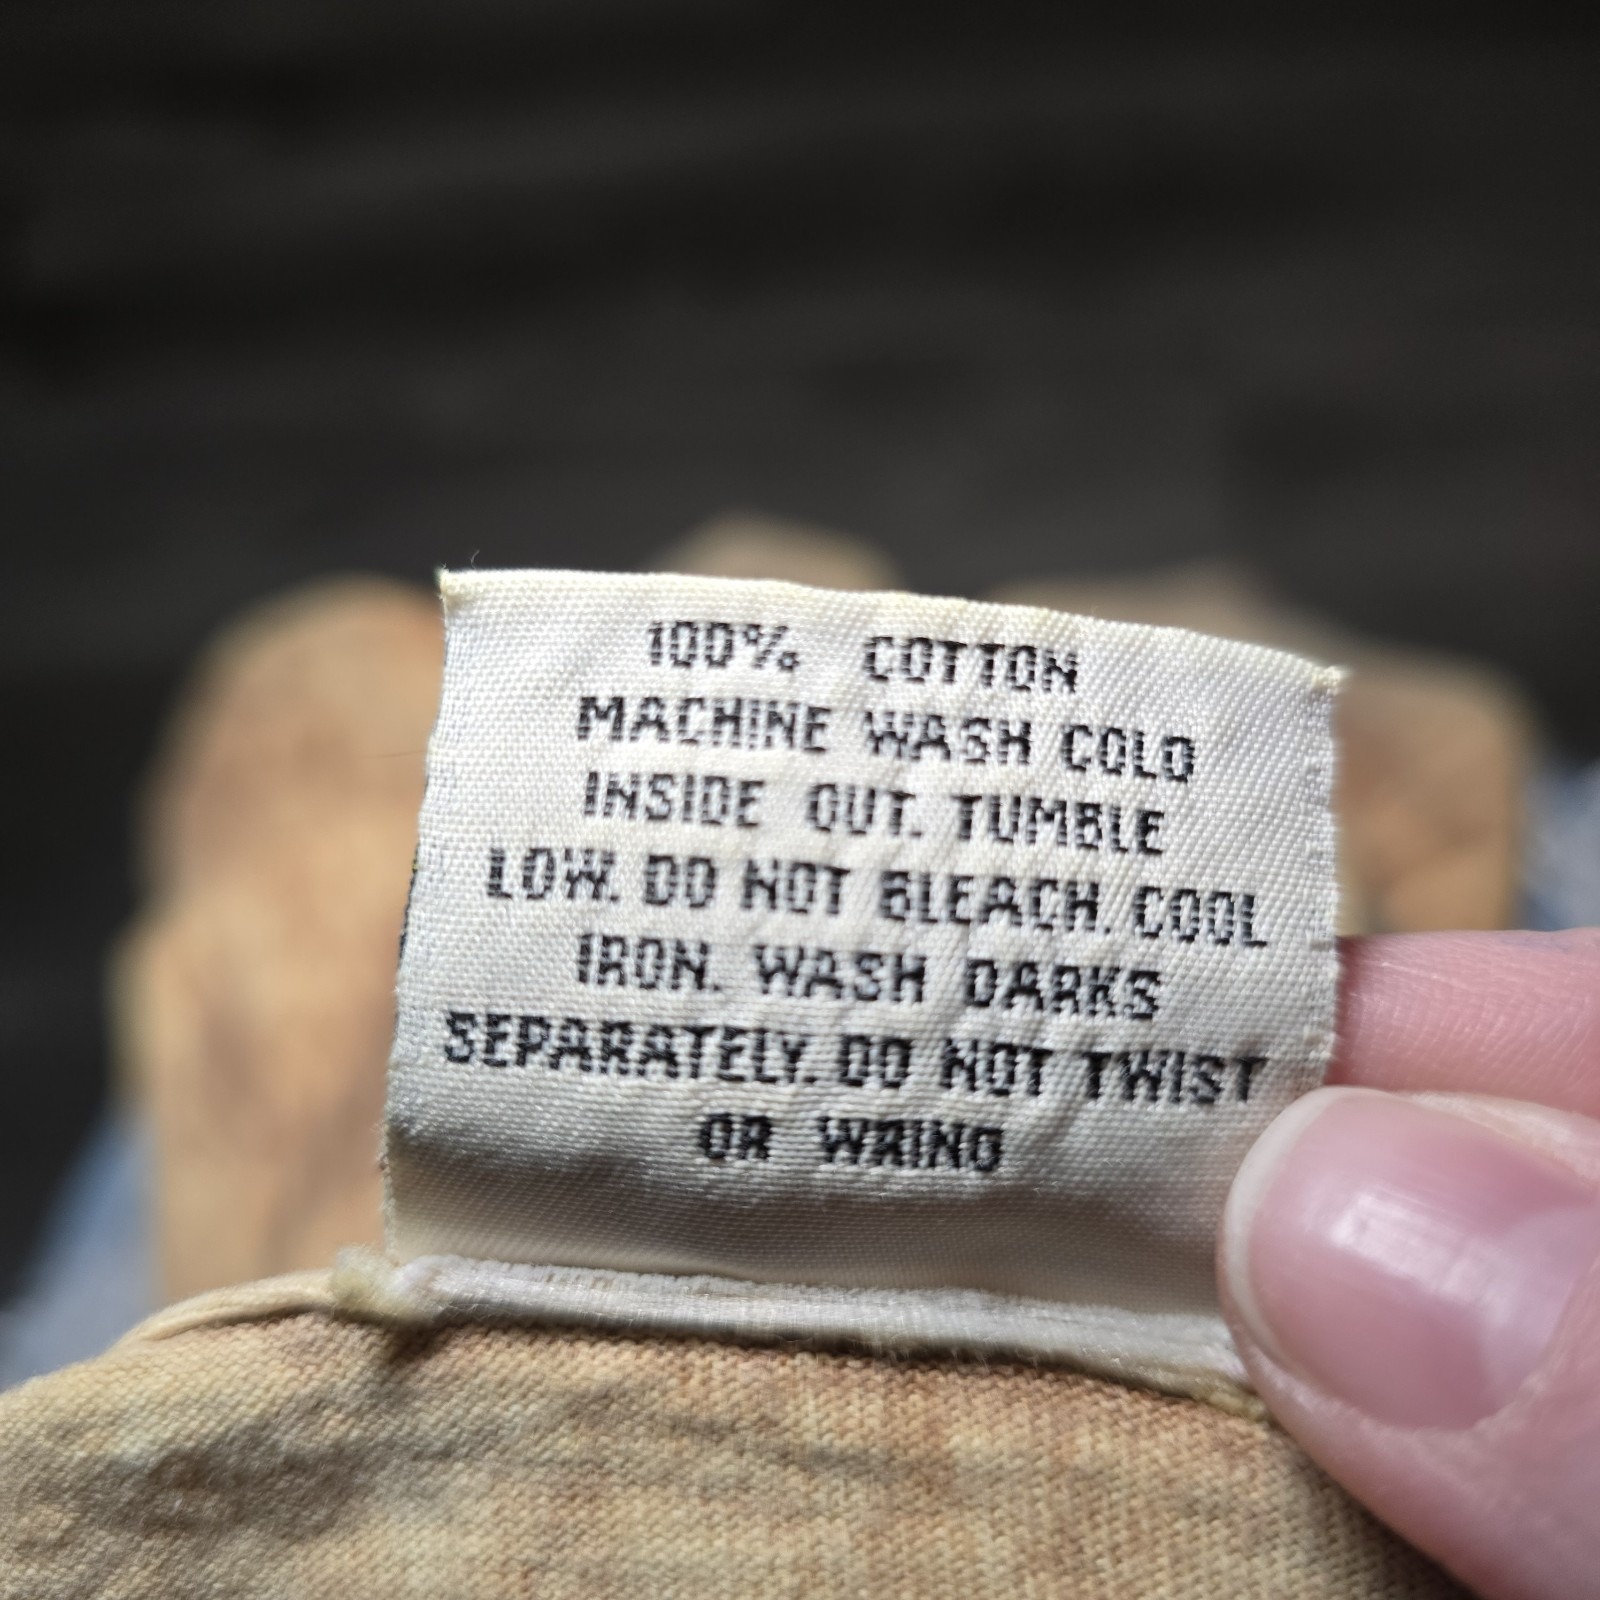 100% COTTON
MACHINE WASH COLD
INSIDE OUT. TUMBLE
LOW. DO NOT BLEACH. COOL
IRON. WASH DARKS
SEPARATELY. DO NOT TWIST
OR WRING